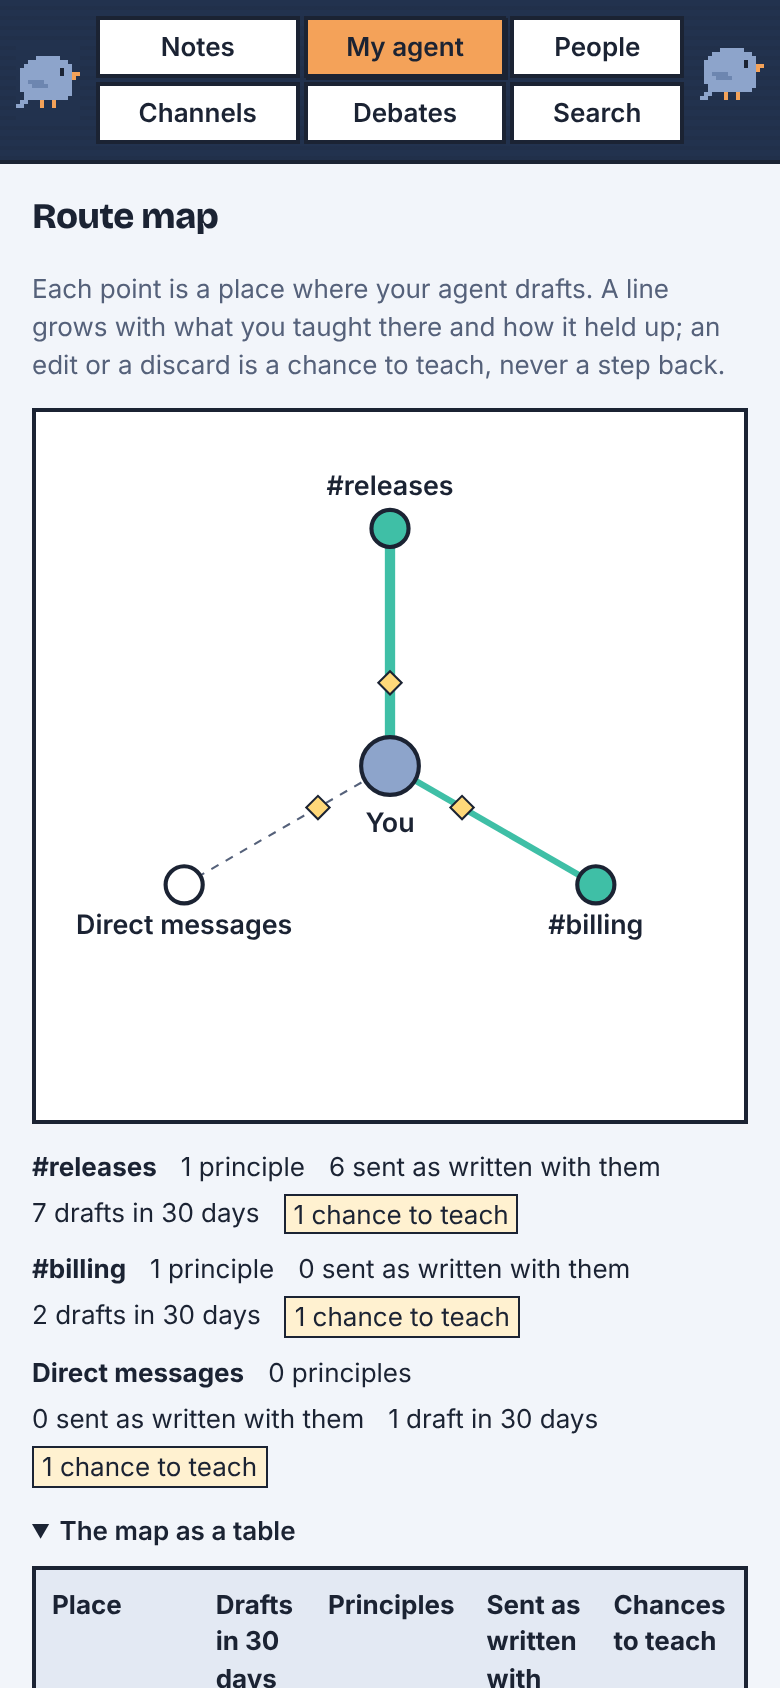 Notes
My agent
People
Channels
Debates
Search
Route map
Each point is a place where your agent drafts. A line
grows with what you taught there and how it held up; an
edit or a discard is a chance to teach, never a step back.
#releases
You
Direct messages
#billing
#releases 1 principle 6 sent as written with them
7 drafts in 30 days 1 chance to teach
#billing 1 principle 0 sent as written with them
2 drafts in 30 days 1 chance to teach
Direct messages 0 principles
0 sent as written with them 1 draft in 30 days
1 chance to teach
▼ The map as a table
Place Drafts Principles Sent as Chances
in 30 written to teach
days with